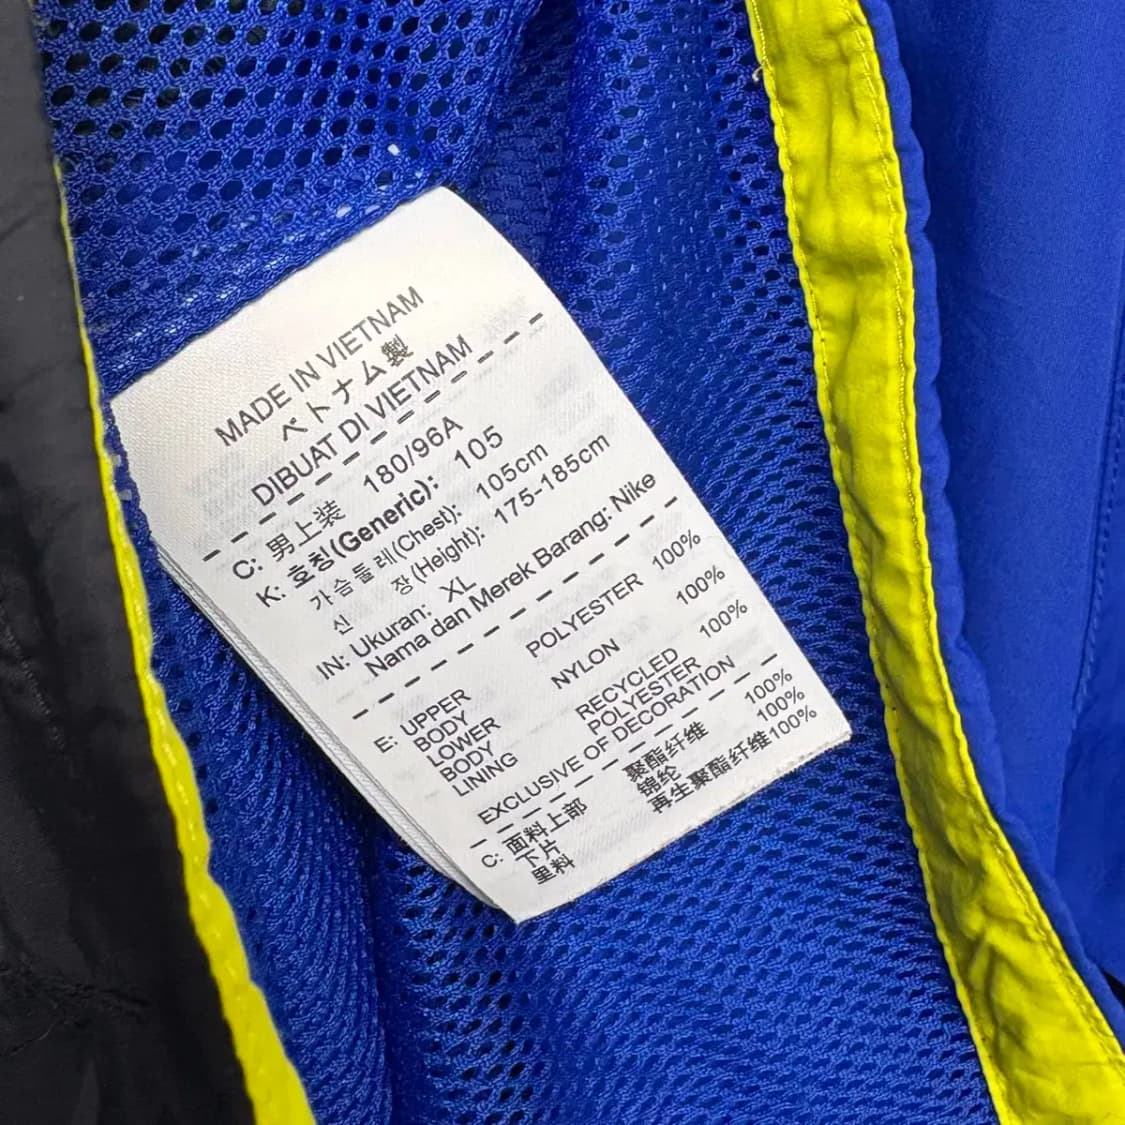 MADE IN VIETNAM
ベトナム製
DIBUAT DI VIETNAM
C: 男上装 180/96A
K: 호칭(Generic): 105
가슴둘레(Chest): 105cm
신 장(Height): 175-185cm
IN: Ukuran: XL
Nama dan Merek Barang: Nike
E: UPPER BODY POLYESTER 100%
LOWER BODY NYLON 100%
LINING RECYCLED POLYESTER 100%
EXCLUSIVE OF DECORATION
C: 面料上部 聚酯纤维 100%
下片 锦纶 100%
里料 再生聚酯纤维100%